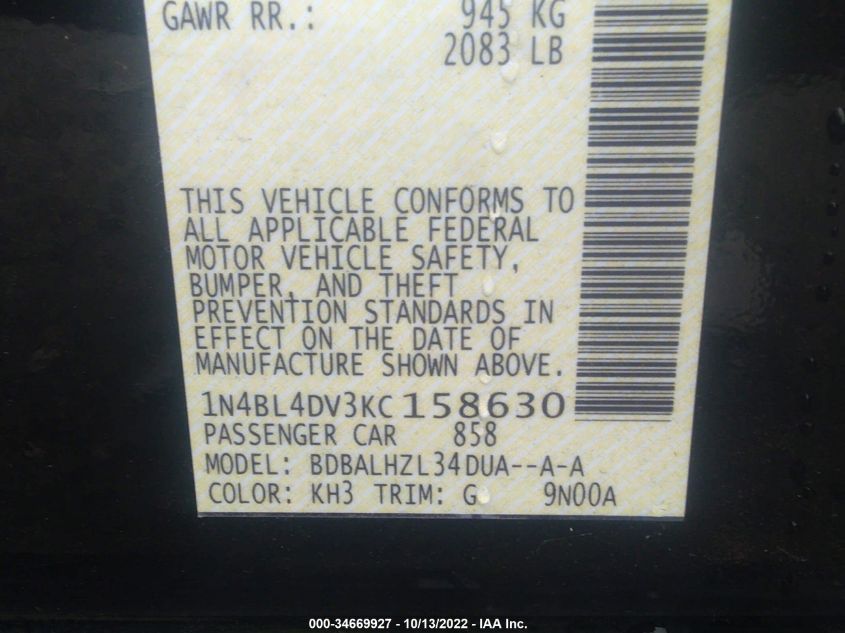 GAWR RR.: 945 KG
2083 LB
THIS VEHICLE CONFORMS TO
ALL APPLICABLE FEDERAL
MOTOR VEHICLE SAFETY,
BUMPER, AND THEFT
PREVENTION STANDARDS IN
EFFECT ON THE DATE OF
MANUFACTURE SHOWN ABOVE.
1N4BL4DV3KC158630
PASSENGER CAR 858
MODEL: BDBALHZL34DUA--A-A
COLOR: KH3 TRIM: G 9N00A
000-34669927 - 10/13/2022 - IAA Inc.